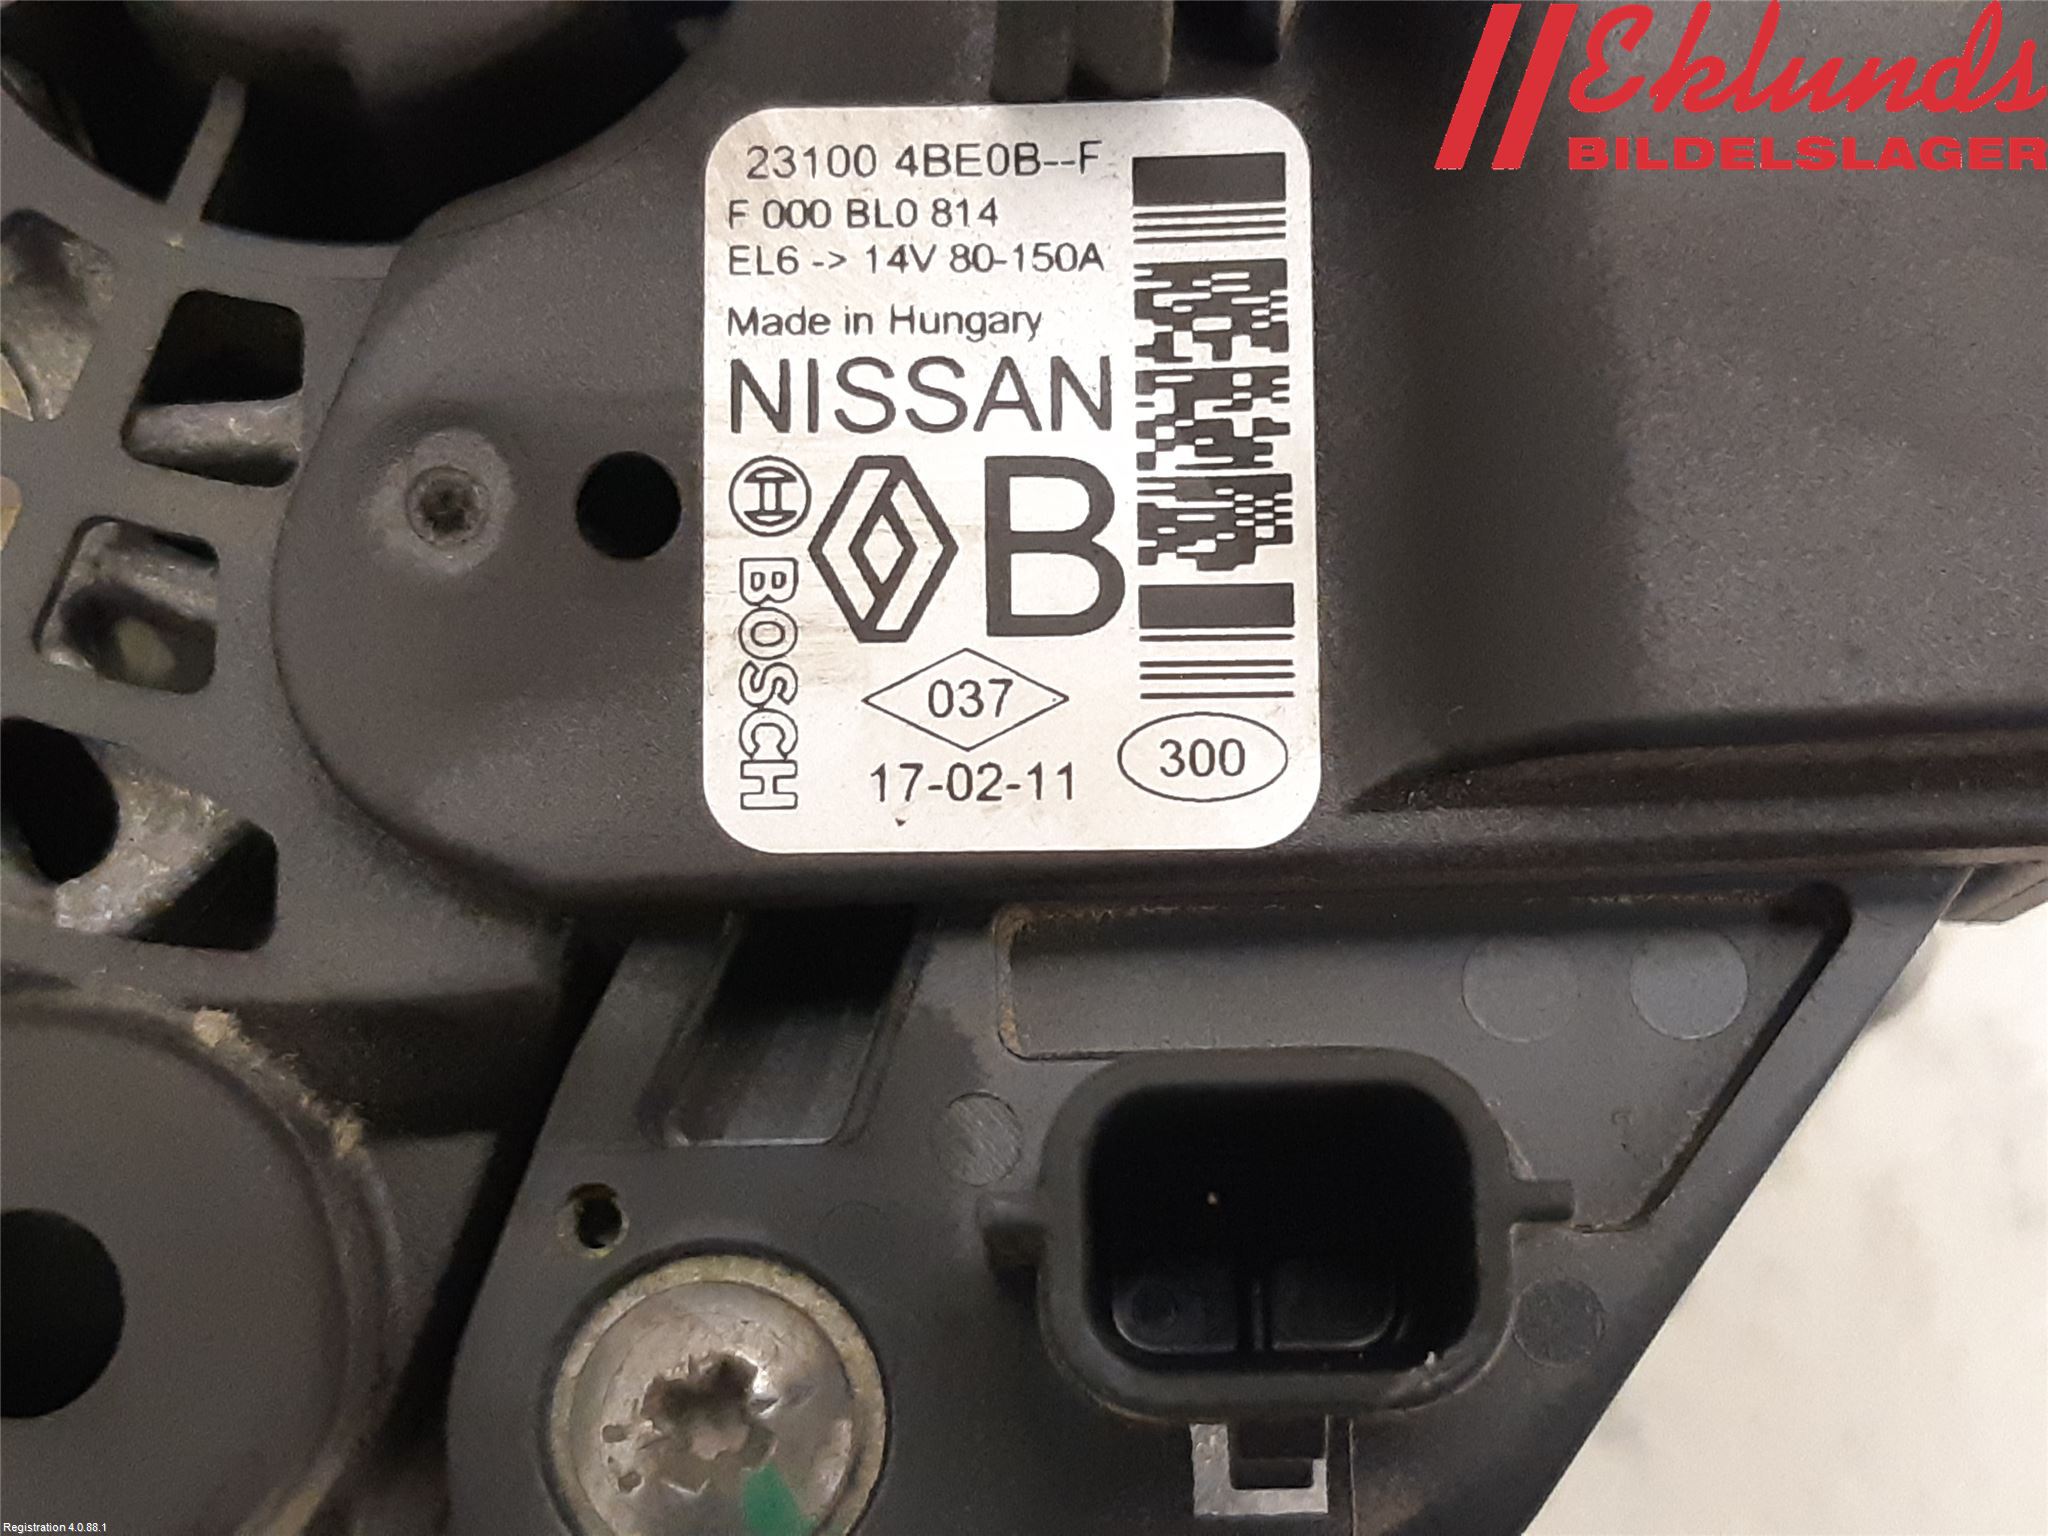 Eklunds
BILDELSLAGER
23100 4BE0B--F
F 000 BL0 814
EL6 -> 14V 80-150A
Made in Hungary
NISSAN
BOSCH
B
037
17-02-11
300
Registration 4.0.88.1